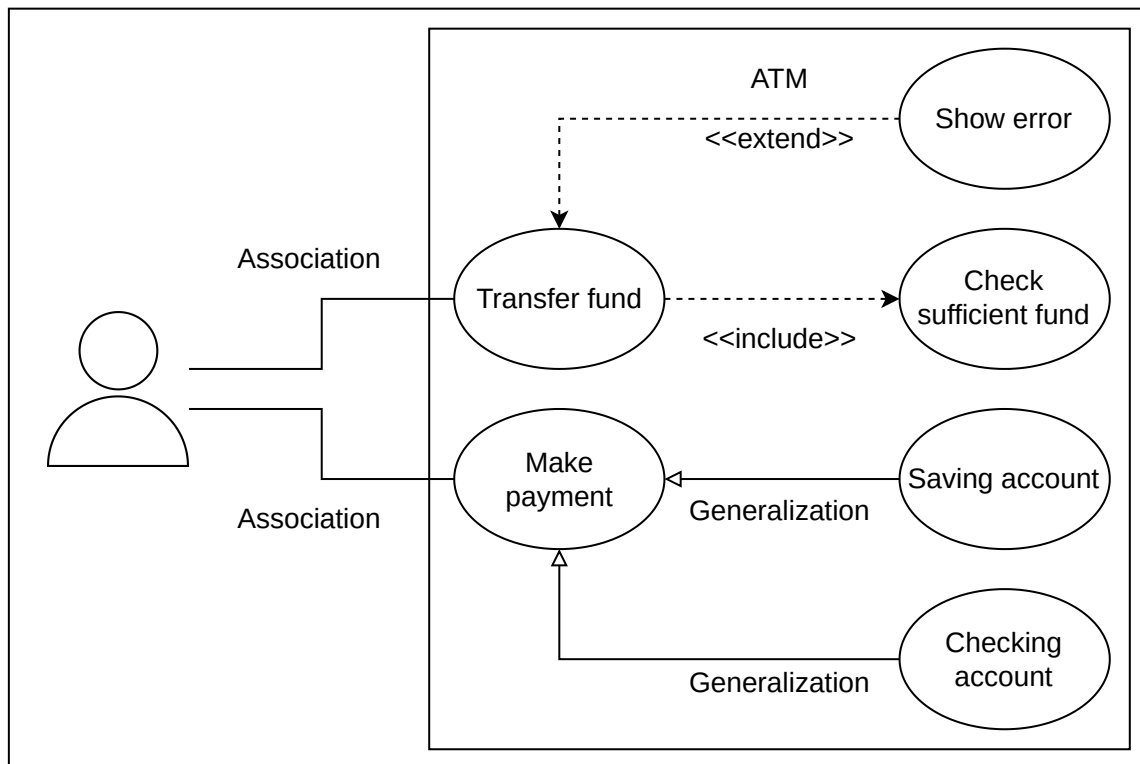 ATM
Show error
<<extend>>
Association
Transfer fund
Check
sufficient fund
<<include>>
Make
payment
Saving account
Generalization
Association
Checking
account
Generalization